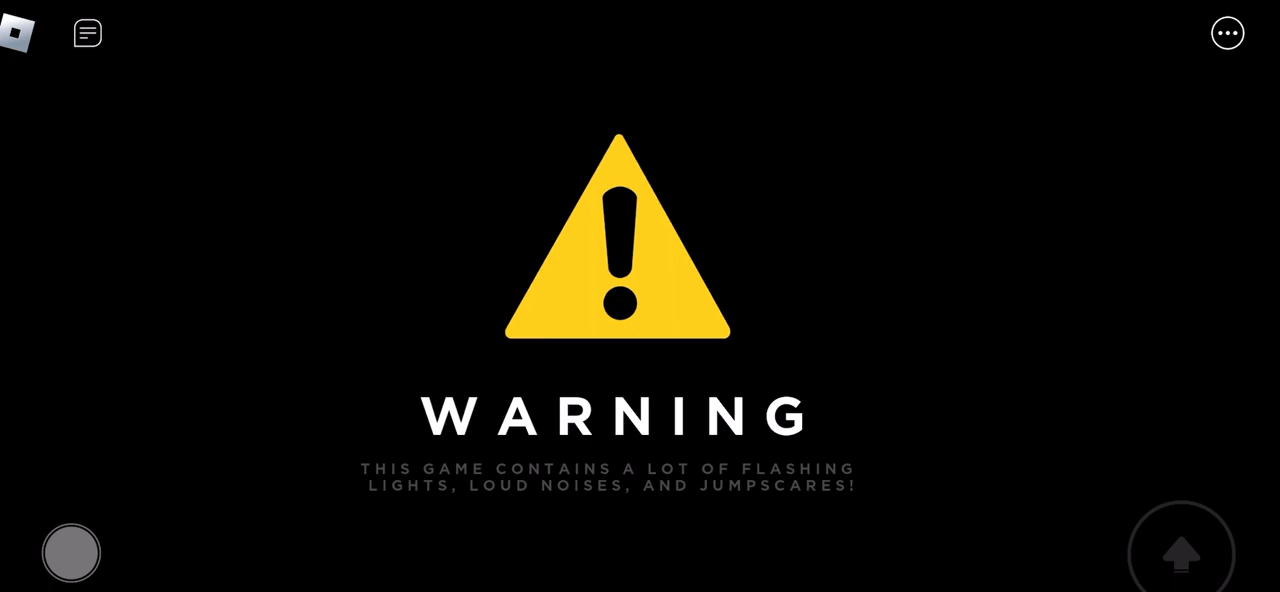 WARNING
THIS GAME CONTAINS A LOT OF FLASHING
LIGHTS, LOUD NOISES, AND JUMPSCARES!